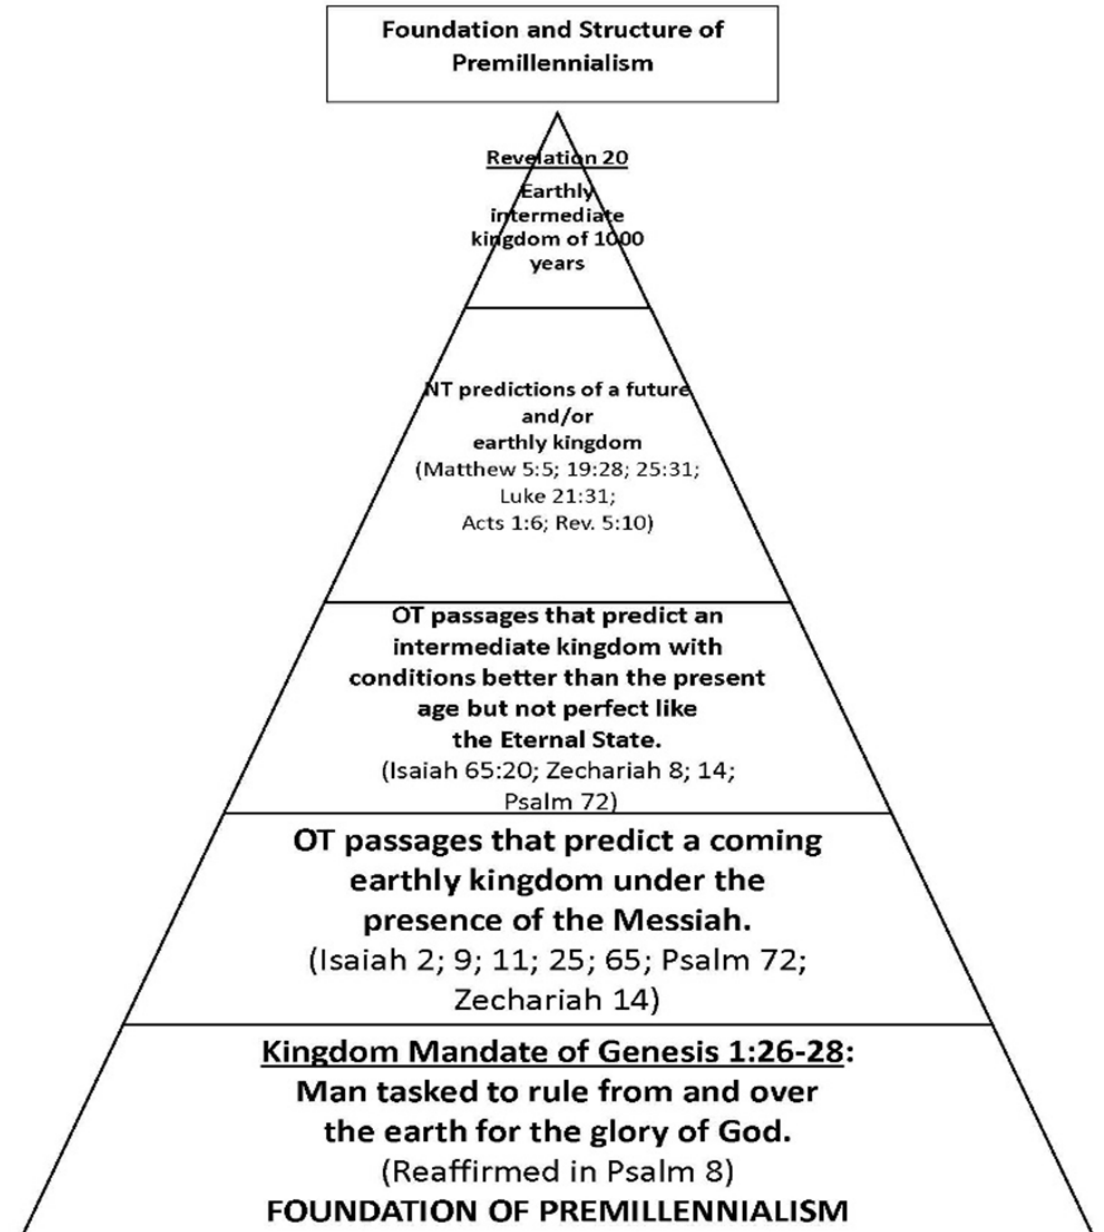 Foundation and Structure of
Premillennialism
Revelation 20
Earthly
intermediate
kingdom of 1000
years
NT predictions of a future
and/or
earthly kingdom
(Matthew 5:5; 19:28; 25:31;
Luke 21:31;
Acts 1:6; Rev. 5:10)
OT passages that predict an
intermediate kingdom with
conditions better than the present
age but not perfect like
the Eternal State.
(Isaiah 65:20; Zechariah 8; 14;
Psalm 72)
OT passages that predict a coming
earthly kingdom under the
presence of the Messiah.
(Isaiah 2; 9; 11; 25; 65; Psalm 72;
Zechariah 14)
Kingdom Mandate of Genesis 1:26-28:
Man tasked to rule from and over
the earth for the glory of God.
(Reaffirmed in Psalm 8)
FOUNDATION OF PREMILLENNIALISM